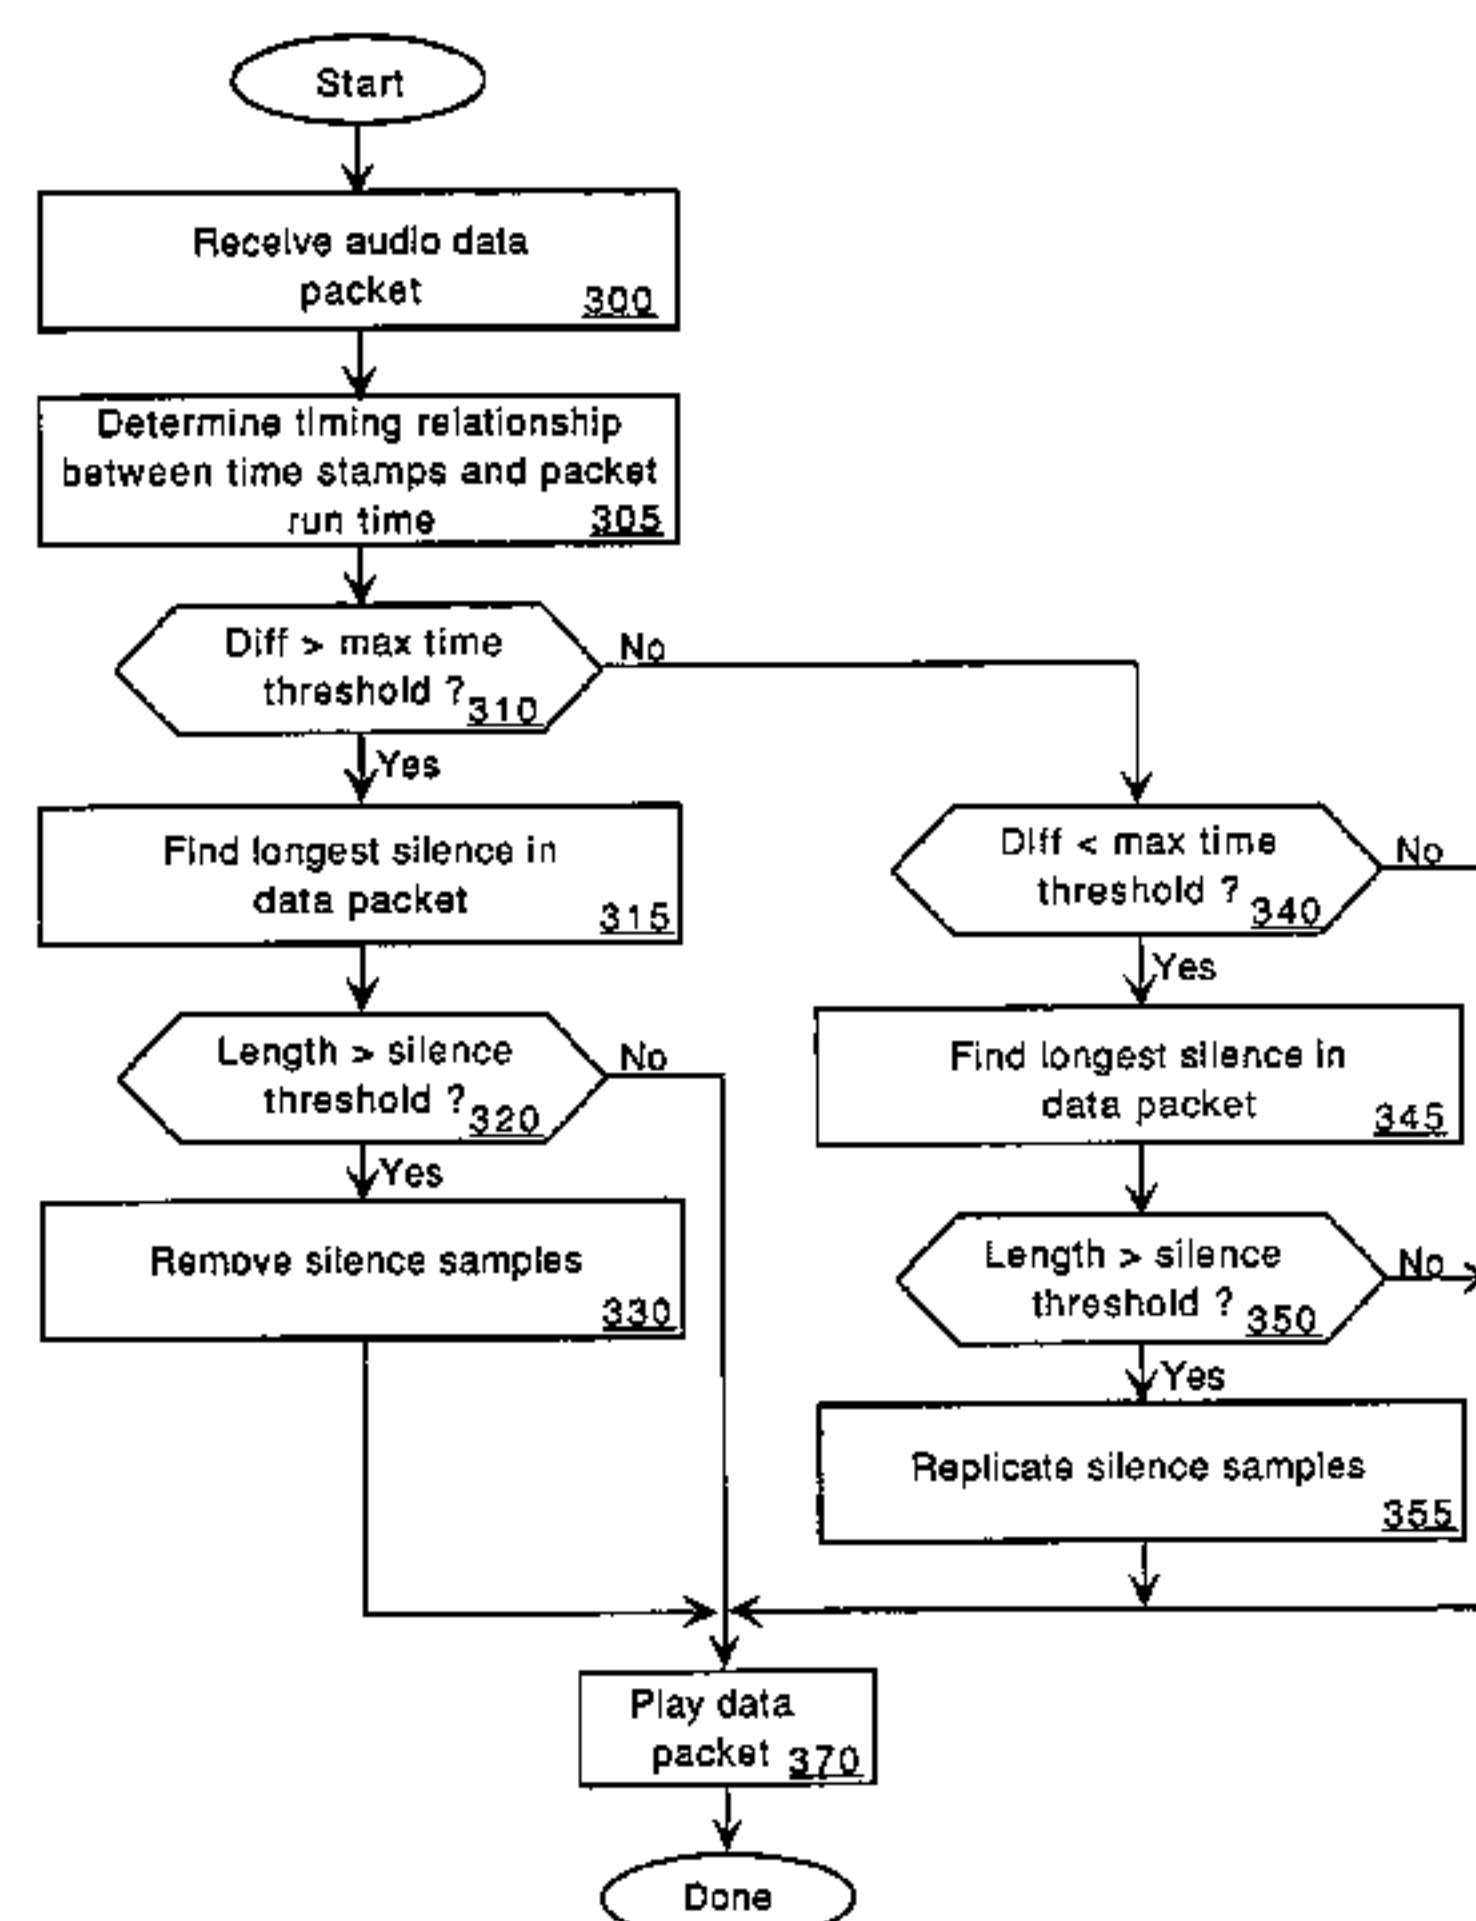 Start
Receive audio data
packet 300
Determine timing relationship
between time stamps and packet
run time 305
Diff > max time
threshold ? 310
No
Yes
Find longest silence in
data packet 315
Length > silence
threshold ? 320
No
Yes
Remove silence samples
330
Diff < max time
threshold ? 340
No
Yes
Find longest silence in
data packet 345
Length > silence
threshold ? 350
No
Yes
Replicate silence samples
355
Play data
packet 370
Done